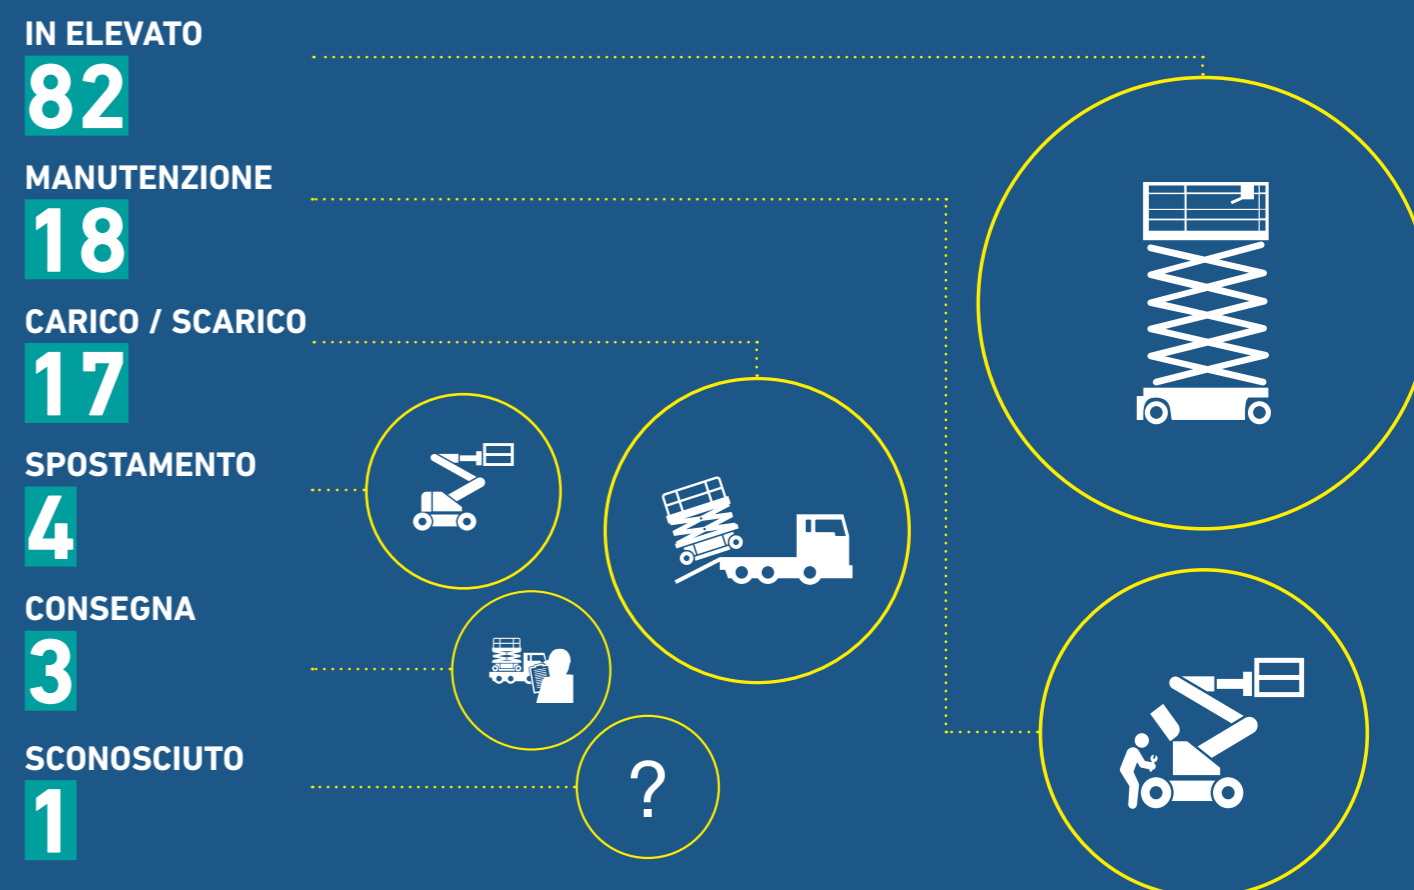 IN ELEVATO
82
MANUTENZIONE
18
CARICO / SCARICO
17
SPOSTAMENTO
4
CONSEGNA
3
SCONOSCIUTO
1
?